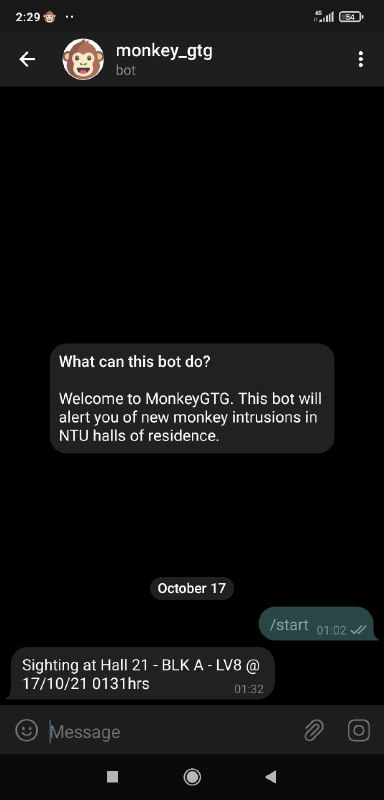 2:29
4G
54
monkey_gtg
bot
What can this bot do?
Welcome to MonkeyGTG. This bot will
alert you of new monkey intrusions in
NTU halls of residence.
October 17
/start 01:02
Sighting at Hall 21 - BLK A - LV8 @
17/10/21 0131hrs 01:32
Message